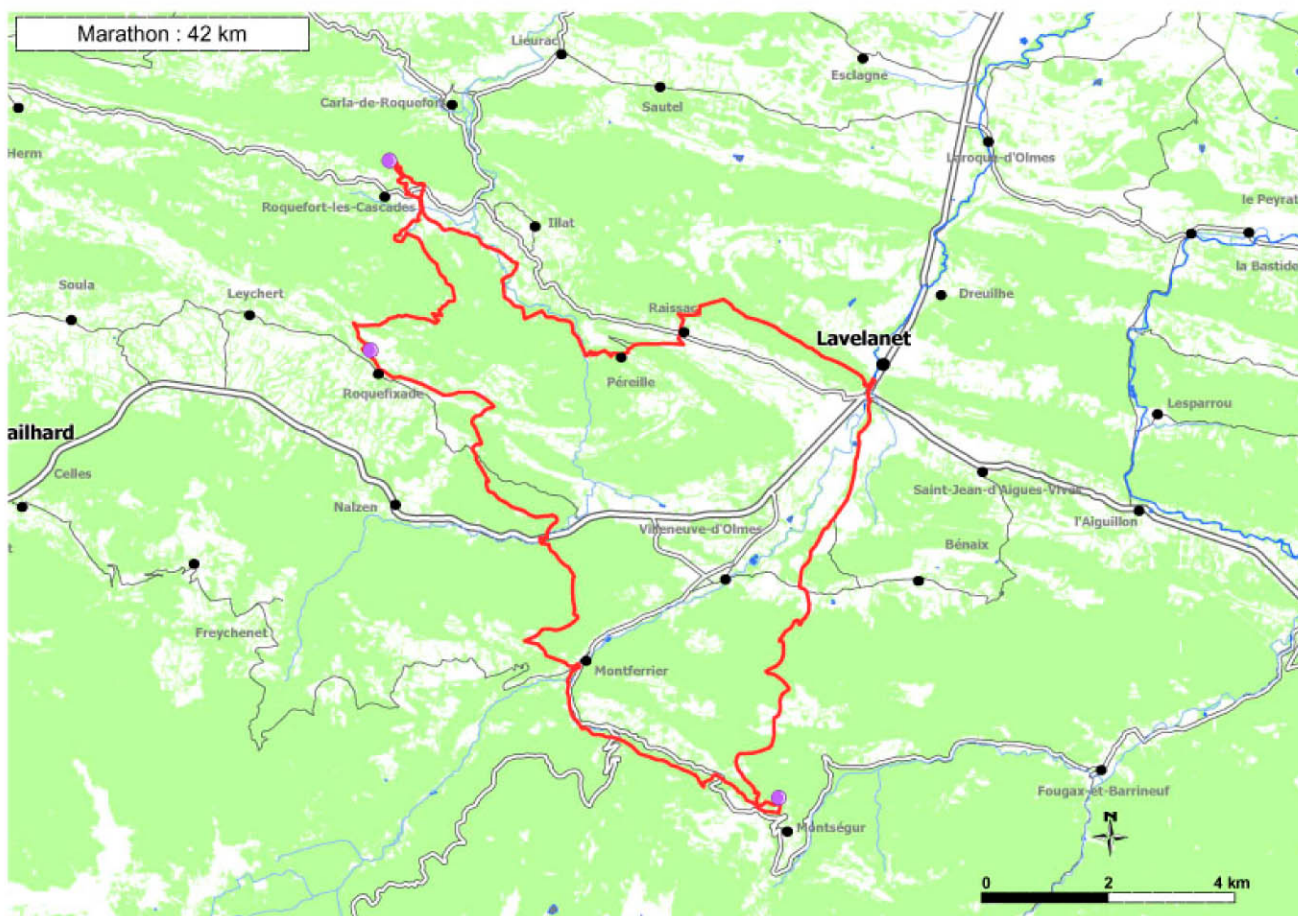 Marathon : 42 km
Lieurac
Esclagne
Carla-de-Roquefort
Sautel
Herm
Laroque-d'Olmes
Roquefort-les-Cascades
le Peyrat
Illat
la Bastide
Soula
Leychert
Dreuilhe
Raissac
Lavelanet
Péreille
Roquefixade
Lesparrou
ailhard
Celles
Saint-Jean-d'Aigues-Vives
Nalzen
Villeneuve-d'Olmes
l'Aiguillon
t
Bénaix
Freychenet
Montferrier
Fougax-et-Barrineuf
N
Montségur
0 2 4 km